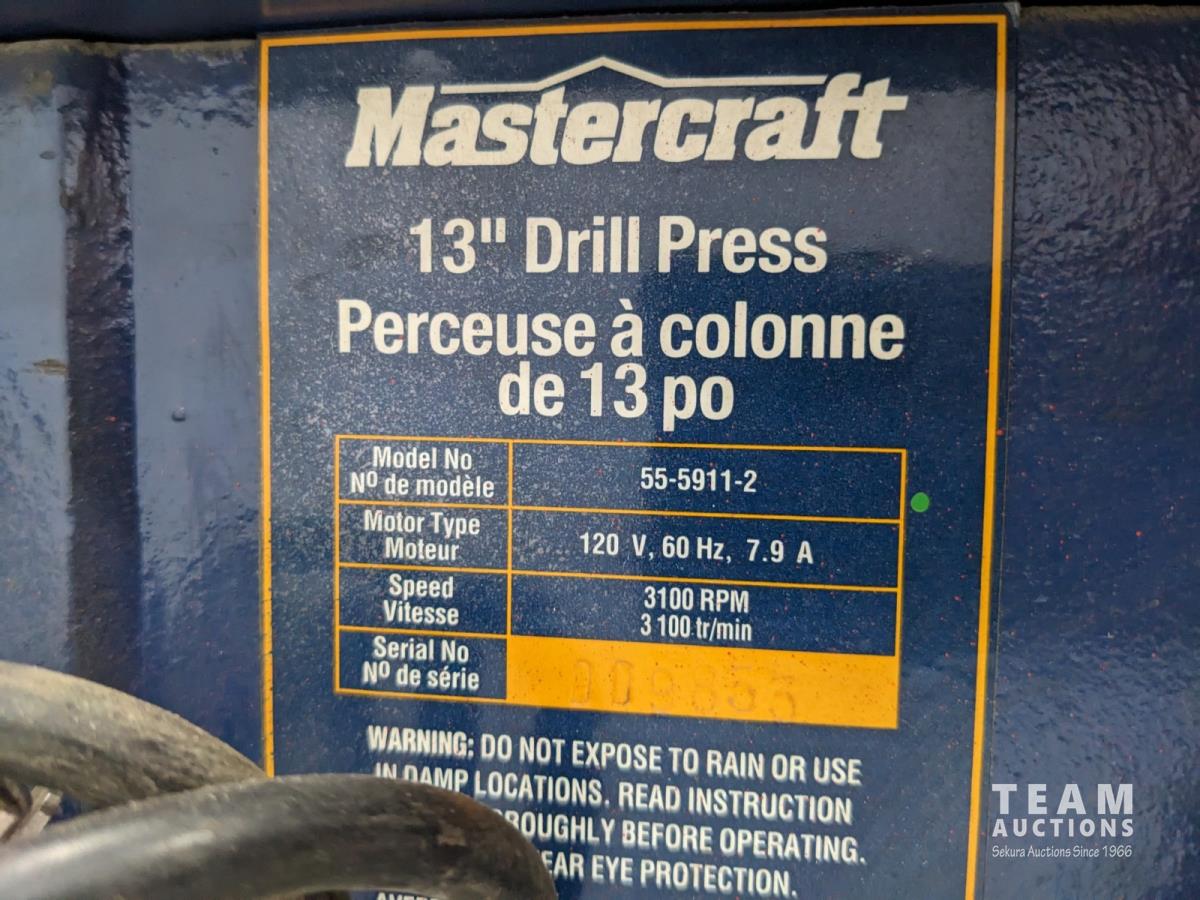 Mastercraft
13" Drill Press
Perceuse à colonne
de 13 po
Model No
Nº de modèle
55-5911-2
Motor Type
Moteur
120 V, 60 Hz, 7.9 A
Speed
Vitesse
3100 RPM
3 100 tr/min
Serial No
Nº de série
WARNING: DO NOT EXPOSE TO RAIN OR USE
IN DAMP LOCATIONS. READ INSTRUCTION
BEFORE OPERATING.
EYE PROTECTION.
TEAM
AUCTIONS
Sekura Auctions Since 1966